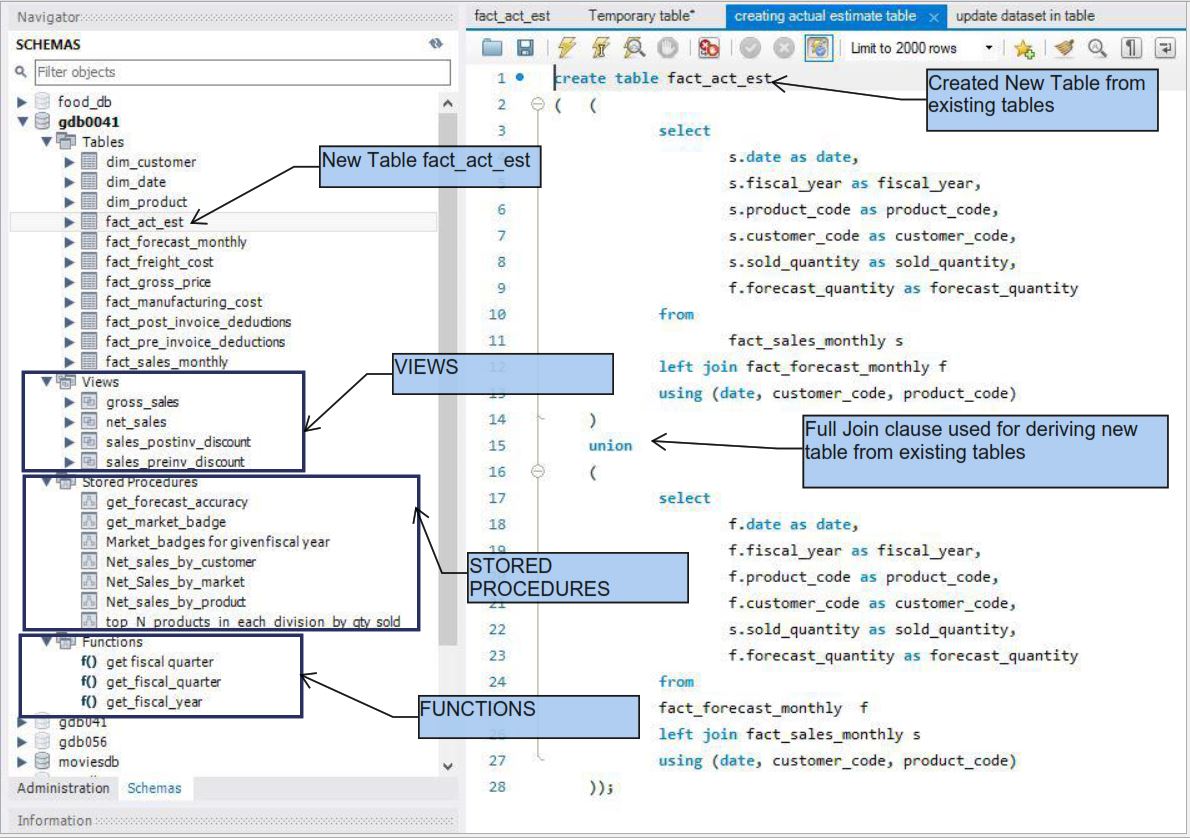 Navigator
SCHEMAS
Filter objects
food_db
gdb0041
Tables
dim_customer
dim_date
dim_product
fact_act_est
fact_forecast_monthly
fact_freight_cost
fact_gross_price
fact_manufacturing_cost
fact_post_invoice_deductions
fact_pre_invoice_deductions
fact_sales_monthly
Views
gross_sales
net_sales
sales_postinv_discount
sales_preinv_discount
Stored Procedures
get_forecast_accuracy
get_market_badge
Market_badges for givenfiscal year
Net_sales_by_customer
Net_Sales_by_market
Net_sales_by_product
top_N_products_in_each_division_by_qty_sold
Functions
f() get fiscal quarter
f() get_fiscal_quarter
f() get_fiscal_year
gdb041
gdb056
moviesdb
Administration Schemas
Information
New Table fact_act_est
VIEWS
STORED
PROCEDURES
FUNCTIONS
fact_act_est Temporary table* creating actual estimate table × update dataset in table
Limit to 2000 rows
1 create table fact_act_est
2 ( (
3 select
s.date as date,
s.fiscal_year as fiscal_year,
6 s.product_code as product_code,
7 s.customer_code as customer_code,
8 s.sold_quantity as sold_quantity,
9 f.forecast_quantity as forecast_quantity
10 from
11 fact_sales_monthly s
12 left join fact_forecast_monthly f
13 using (date, customer_code, product_code)
14 )
15 union
16 (
17 select
18 f.date as date,
19 f.fiscal_year as fiscal_year,
f.product_code as product_code,
21 f.customer_code as customer_code,
22 s.sold_quantity as sold_quantity,
23 f.forecast_quantity as forecast_quantity
24 from
fact_forecast_monthly f
26 left join fact_sales_monthly s
27 using (date, customer_code, product_code)
28 ));
Created New Table from
existing tables
Full Join clause used for deriving new
table from existing tables